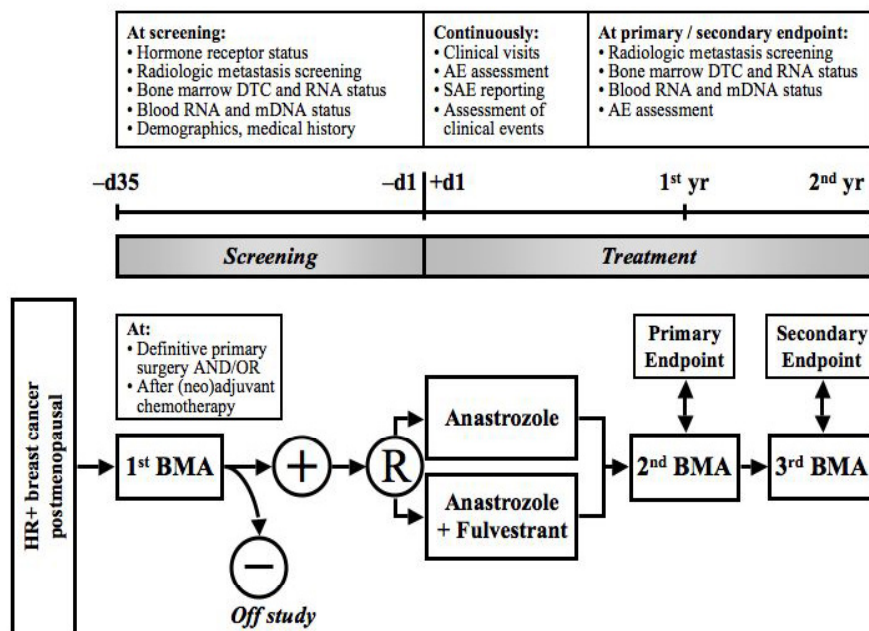 At screening:
• Hormone receptor status
• Radiologic metastasis screening
• Bone marrow DTC and RNA status
• Blood RNA and mDNA status
• Demographics, medical history
Continuously:
• Clinical visits
• AE assessment
• SAE reporting
• Assessment of
clinical events
At primary / secondary endpoint:
• Radiologic metastasis screening
• Bone marrow DTC and RNA status
• Blood RNA and mDNA status
• AE assessment
–d35
–d1
+d1
1st yr
2nd yr
Screening
Treatment
HR+ breast cancer
postmenopausal
At:
• Definitive primary
surgery AND/OR
• After (neo)adjuvant
chemotherapy
Primary
Endpoint
Secondary
Endpoint
1st BMA
+
R
Anastrozole
Anastrozole
+ Fulvestrant
2nd BMA
3rd BMA
–
Off study